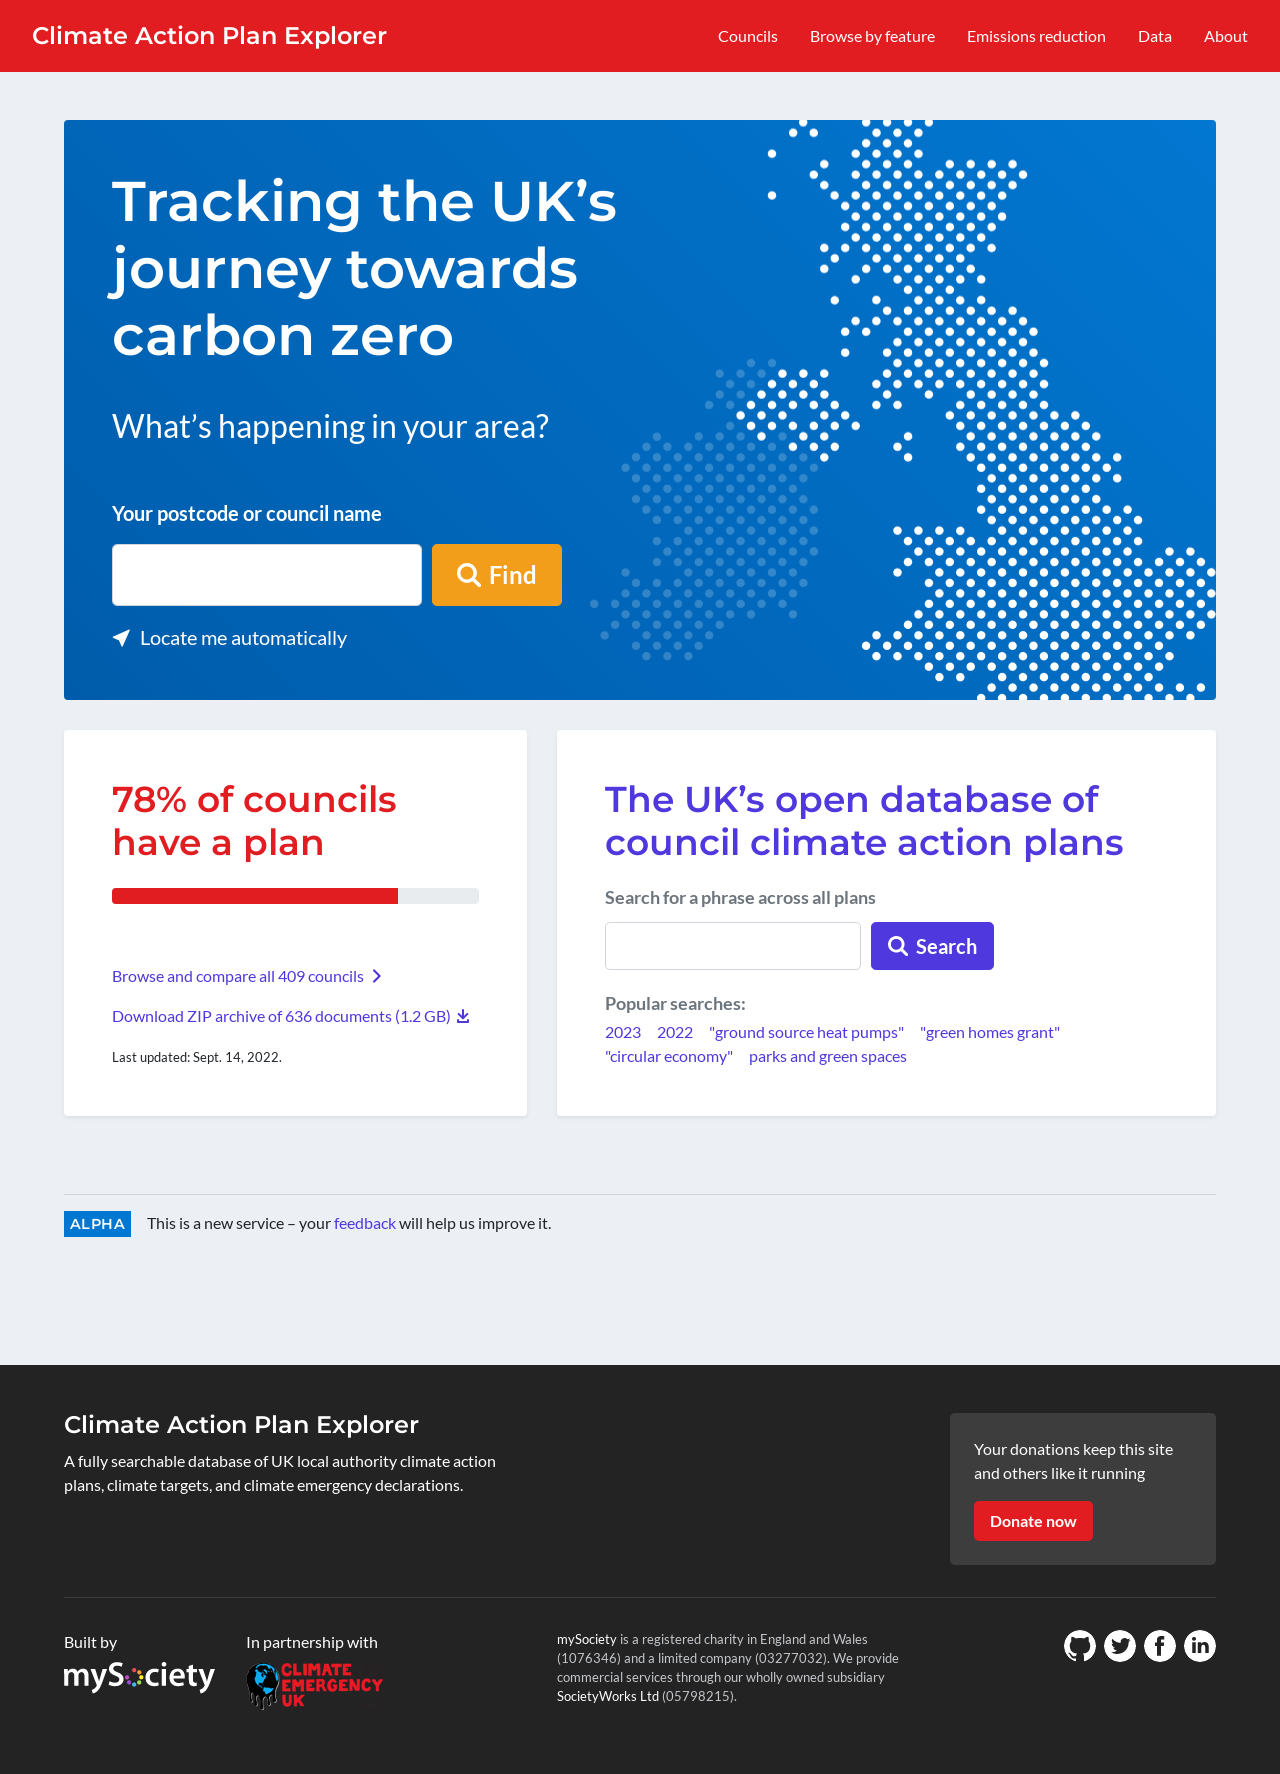 Climate Action Plan Explorer
Councils
Browse by feature
Emissions reduction
Data
About
Tracking the UK’s
journey towards
carbon zero
What’s happening in your area?
Your postcode or council name
Find
Locate me automatically
78% of councils
have a plan
Browse and compare all 409 councils
Download ZIP archive of 636 documents (1.2 GB)
Last updated: Sept. 14, 2022.
The UK’s open database of
council climate action plans
Search for a phrase across all plans
Search
Popular searches:
2023 2022 "ground source heat pumps" "green homes grant"
"circular economy" parks and green spaces
ALPHA This is a new service – your feedback will help us improve it.
Climate Action Plan Explorer
A fully searchable database of UK local authority climate action
plans, climate targets, and climate emergency declarations.
Your donations keep this site
and others like it running
Donate now
Built by
mySociety
In partnership with
CLIMATE
EMERGENCY
UK
mySociety is a registered charity in England and Wales
(1076346) and a limited company (03277032). We provide
commercial services through our wholly owned subsidiary
SocietyWorks Ltd (05798215).